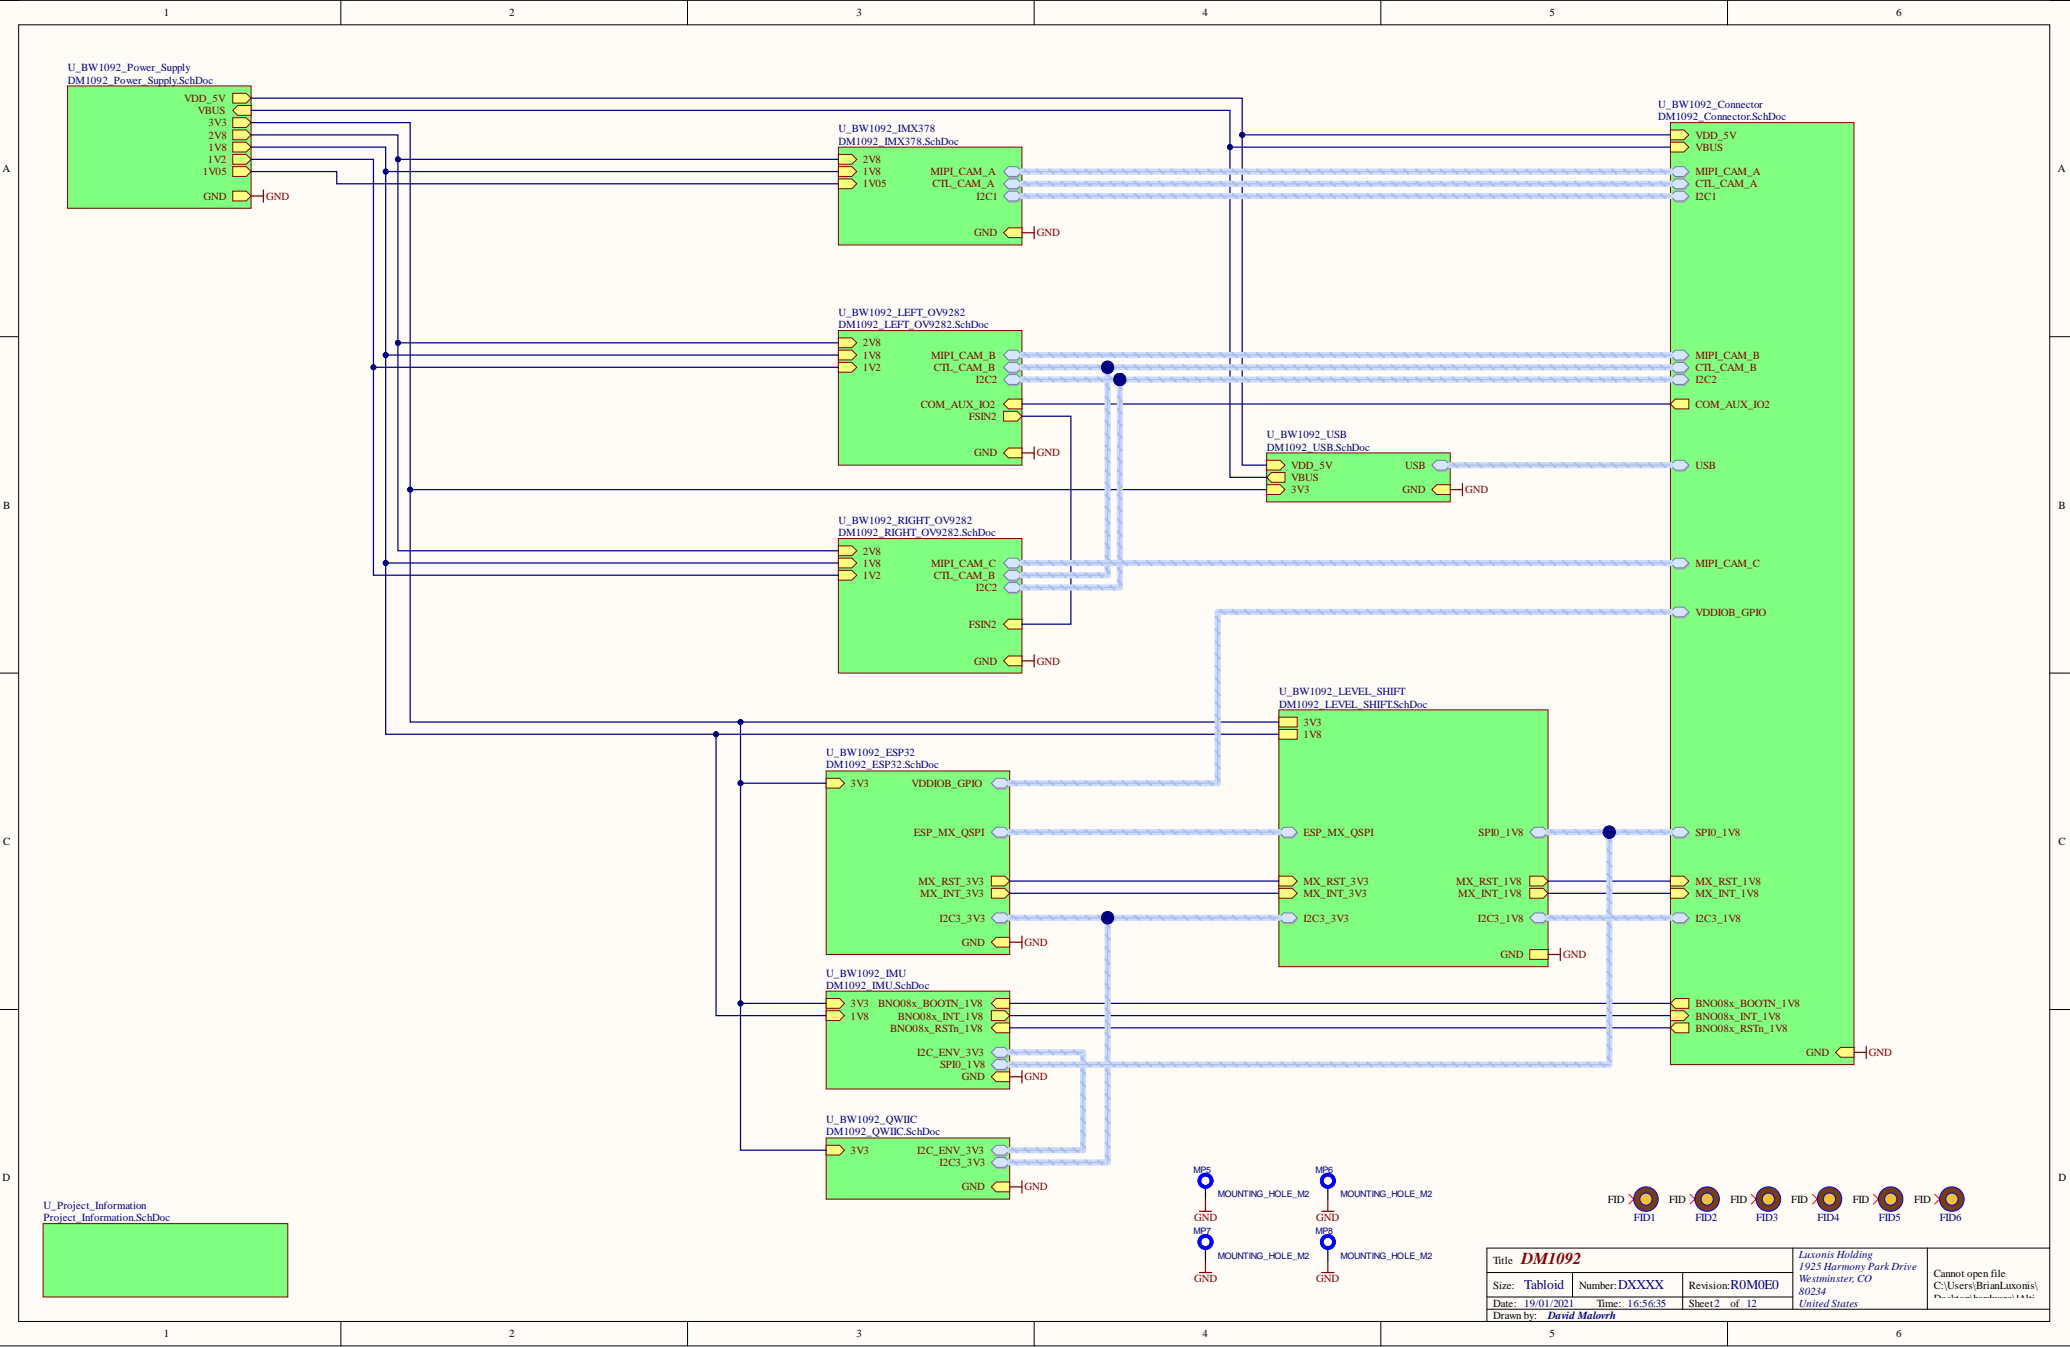 1 2 3 4 5 6
A
B
C
D
U_BW1092_Power_Supply
DM1092_Power_Supply.SchDoc
VDD_5V
VBUS
3V3
2V8
1V8
1V2
1V05
GND GND
U_BW1092_IMX378
DM1092_IMX378.SchDoc
2V8
1V8 MIPI_CAM_A
1V05 CTL_CAM_A
I2C1
GND GND
U_BW1092_LEFT_OV9282
DM1092_LEFT_OV9282.SchDoc
2V8
1V8 MIPI_CAM_B
1V2 CTL_CAM_B
I2C2
COM_AUX_IO2
FSIN2
GND GND
U_BW1092_RIGHT_OV9282
DM1092_RIGHT_OV9282.SchDoc
2V8
1V8 MIPI_CAM_C
1V2 CTL_CAM_B
I2C2
FSIN2
GND GND
U_BW1092_USB
DM1092_USB.SchDoc
VDD_5V USB
VBUS
3V3 GND GND
U_BW1092_Connector
DM1092_Connector.SchDoc
VDD_5V
VBUS
MIPI_CAM_A
CTL_CAM_A
I2C1
MIPI_CAM_B
CTL_CAM_B
I2C2
COM_AUX_IO2
USB
MIPI_CAM_C
VDDIOB_GPIO
SPI0_1V8
MX_RST_1V8
MX_INT_1V8
I2C3_1V8
BNO08x_BOOTN_1V8
BNO08x_INT_1V8
BNO08x_RSTn_1V8
GND GND
U_BW1092_LEVEL_SHIFT
DM1092_LEVEL_SHIFT.SchDoc
3V3
1V8
ESP_MX_QSPI SPI0_1V8
MX_RST_3V3 MX_RST_1V8
MX_INT_3V3 MX_INT_1V8
I2C3_3V3 I2C3_1V8
GND GND
U_BW1092_ESP32
DM1092_ESP32.SchDoc
3V3 VDDIOB_GPIO
ESP_MX_QSPI
MX_RST_3V3
MX_INT_3V3
I2C3_3V3
GND GND
U_BW1092_IMU
DM1092_IMU.SchDoc
3V3 BNO08x_BOOTN_1V8
1V8 BNO08x_INT_1V8
BNO08x_RSTn_1V8
I2C_ENV_3V3
SPI0_1V8
GND GND
U_BW1092_QWIIC
DM1092_QWIIC.SchDoc
3V3 I2C_ENV_3V3
I2C3_3V3
GND GND
U_Project_Information
Project_Information.SchDoc
MP5 MP6
MOUNTING_HOLE_M2 MOUNTING_HOLE_M2
GND GND
MP7 MP8
MOUNTING_HOLE_M2 MOUNTING_HOLE_M2
GND GND
FID FID FID FID FID FID
FID1 FID2 FID3 FID4 FID5 FID6
Title DM1092
Size: Tabloid Number: DXXXX Revision: R0M0E0
Date: 19/01/2021 Time: 16:56:35 Sheet 2 of 12
Drawn by: David Malovrh
Luxonis Holding
1925 Harmony Park Drive
Westminster, CO
80234
United States
Cannot open file
C:\Users\BrianLuxonis\
A
B
C
D
1 2 3 4 5 6